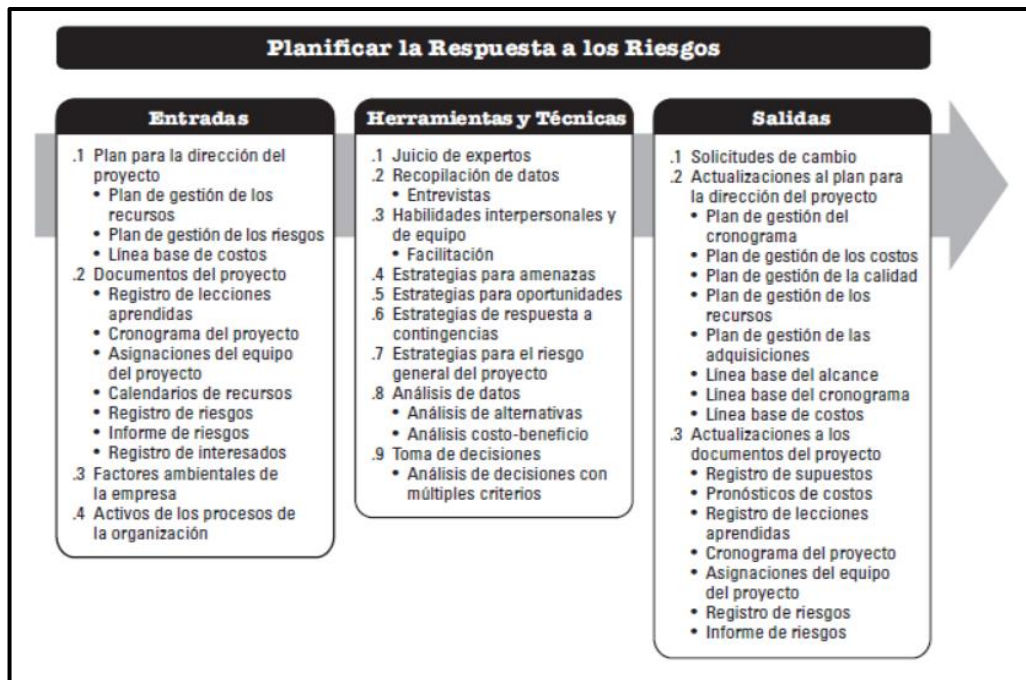 Planificar la Respuesta a los Riesgos
Entradas
.1 Plan para la dirección del
proyecto
• Plan de gestión de los
recursos
• Plan de gestión de los riesgos
• Línea base de costos
.2 Documentos del proyecto
• Registro de lecciones
aprendidas
• Cronograma del proyecto
• Asignaciones del equipo
del proyecto
• Calendarios de recursos
• Registro de riesgos
• Informe de riesgos
• Registro de interesados
.3 Factores ambientales de
la empresa
.4 Activos de los procesos de
la organización
Herramientas y Técnicas
.1 Juicio de expertos
.2 Recopilación de datos
• Entrevistas
.3 Habilidades interpersonales y
de equipo
• Facilitación
.4 Estrategias para amenazas
.5 Estrategias para oportunidades
.6 Estrategias de respuesta a
contingencias
.7 Estrategias para el riesgo
general del proyecto
.8 Análisis de datos
• Análisis de alternativas
• Análisis costo-beneficio
.9 Toma de decisiones
• Análisis de decisiones con
múltiples criterios
Salidas
.1 Solicitudes de cambio
.2 Actualizaciones al plan para
la dirección del proyecto
• Plan de gestión del
cronograma
• Plan de gestión de los costos
• Plan de gestión de la calidad
• Plan de gestión de los
recursos
• Plan de gestión de las
adquisiciones
• Línea base del alcance
• Línea base del cronograma
• Línea base de costos
.3 Actualizaciones a los
documentos del proyecto
• Registro de supuestos
• Pronósticos de costos
• Registro de lecciones
aprendidas
• Cronograma del proyecto
• Asignaciones del equipo
del proyecto
• Registro de riesgos
• Informe de riesgos